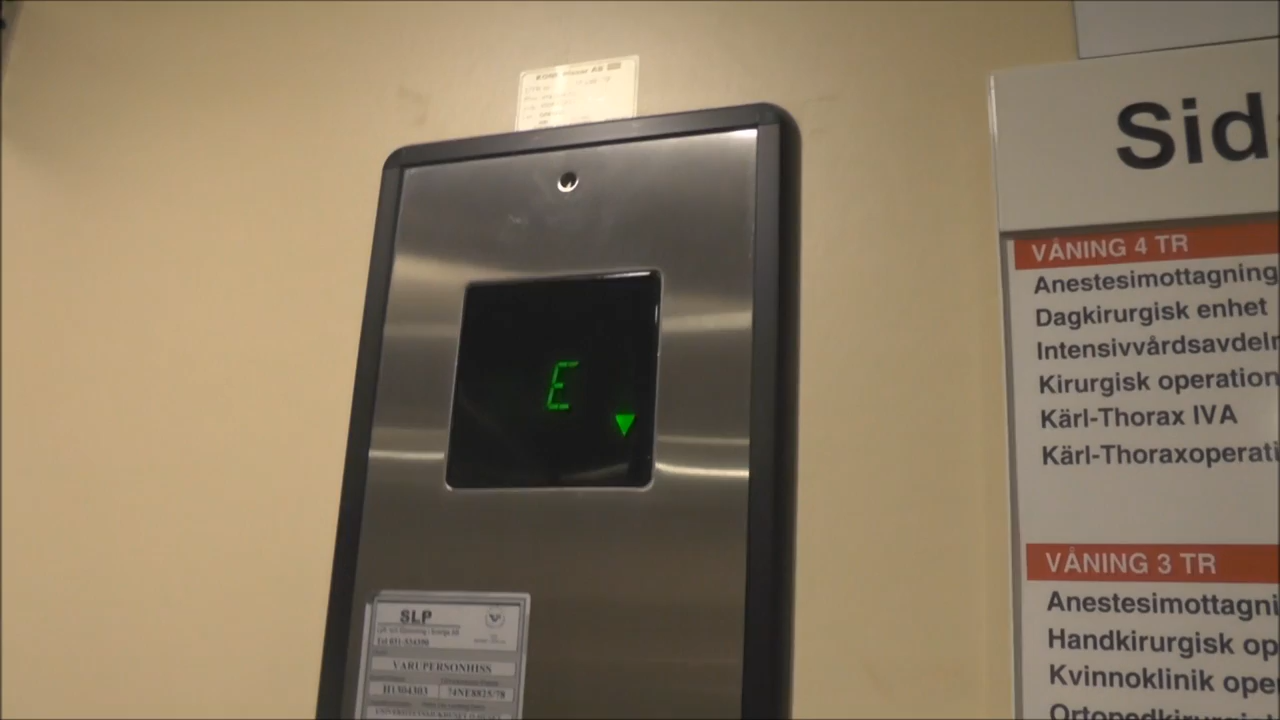 E
SLP
VARUPERSONHISS
H1304303
74NE8825/78
Sid
VÅNING 4 TR
Anestesimottagning
Dagkirurgisk enhet
Intensivvårdsavdeln
Kirurgisk operation
Kärl-Thorax IVA
Kärl-Thoraxoperati
VÅNING 3 TR
Anestesimottagni
Handkirurgisk op
Kvinnoklinik ope
Ortopedkirurgis